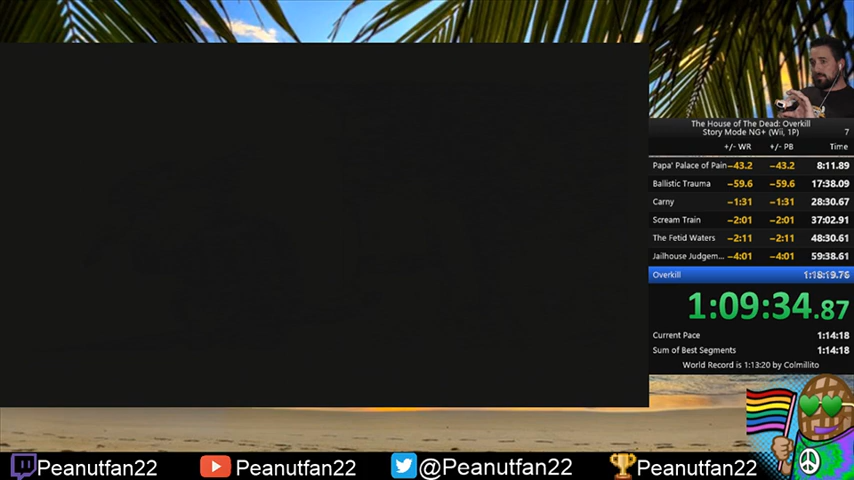 The House of The Dead: Overkill
Story Mode NG+ (Wii, 1P) 7
+/- WR +/- PB Time
Papa' Palace of Pain -43.2 -43.2 8:11.89
Ballistic Trauma -59.6 -59.6 17:38.09
Carny -1:31 -1:31 28:30.67
Scream Train -2:01 -2:01 37:02.91
The Fetid Waters -2:11 -2:11 48:30.61
Jailhouse Judgem... -4:01 -4:01 59:38.61
Overkill 1:18:19.76
1:09:34.87
Current Pace 1:14:18
Sum of Best Segments 1:14:18
World Record is 1:13:20 by Colmillito
Peanutfan22 Peanutfan22 @Peanutfan22 Peanutfan22